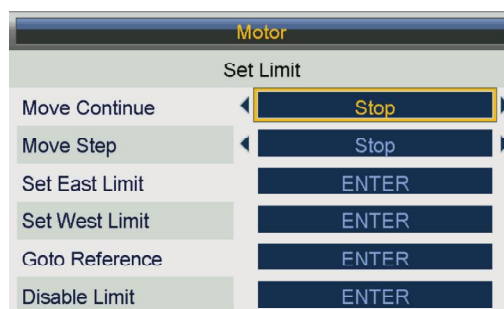 Motor
Set Limit
Move Continue Stop
Move Step Stop
Set East Limit ENTER
Set West Limit ENTER
Goto Reference ENTER
Disable Limit ENTER